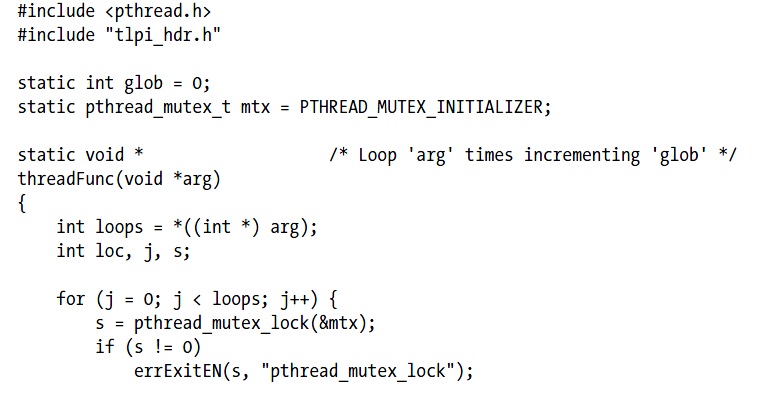 #include <pthread.h>
#include "tlpi_hdr.h"

static int glob = 0;
static pthread_mutex_t mtx = PTHREAD_MUTEX_INITIALIZER;

static void *                   /* Loop 'arg' times incrementing 'glob' */
threadFunc(void *arg)
{
    int loops = *((int *) arg);
    int loc, j, s;

    for (j = 0; j < loops; j++) {
        s = pthread_mutex_lock(&mtx);
        if (s != 0)
            errExitEN(s, "pthread_mutex_lock");